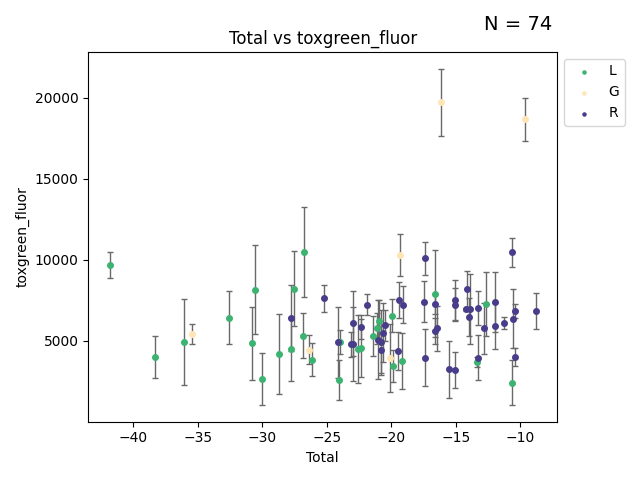 N = 74
Total vs toxgreen_fluor
L
G
R
20000
15000
10000
5000
toxgreen_fluor
−40 −35 −30 −25 −20 −15 −10
Total